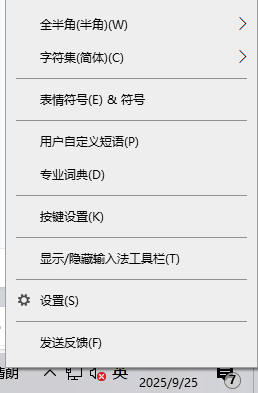 全半角(半角)(W)
字符集(简体)(C)
表情符号(E) & 符号
用户自定义短语(P)
专业词典(D)
按键设置(K)
显示/隐藏输入法工具栏(T)
设置(S)
发送反馈(F)
晴朗
英
2025/9/25
7